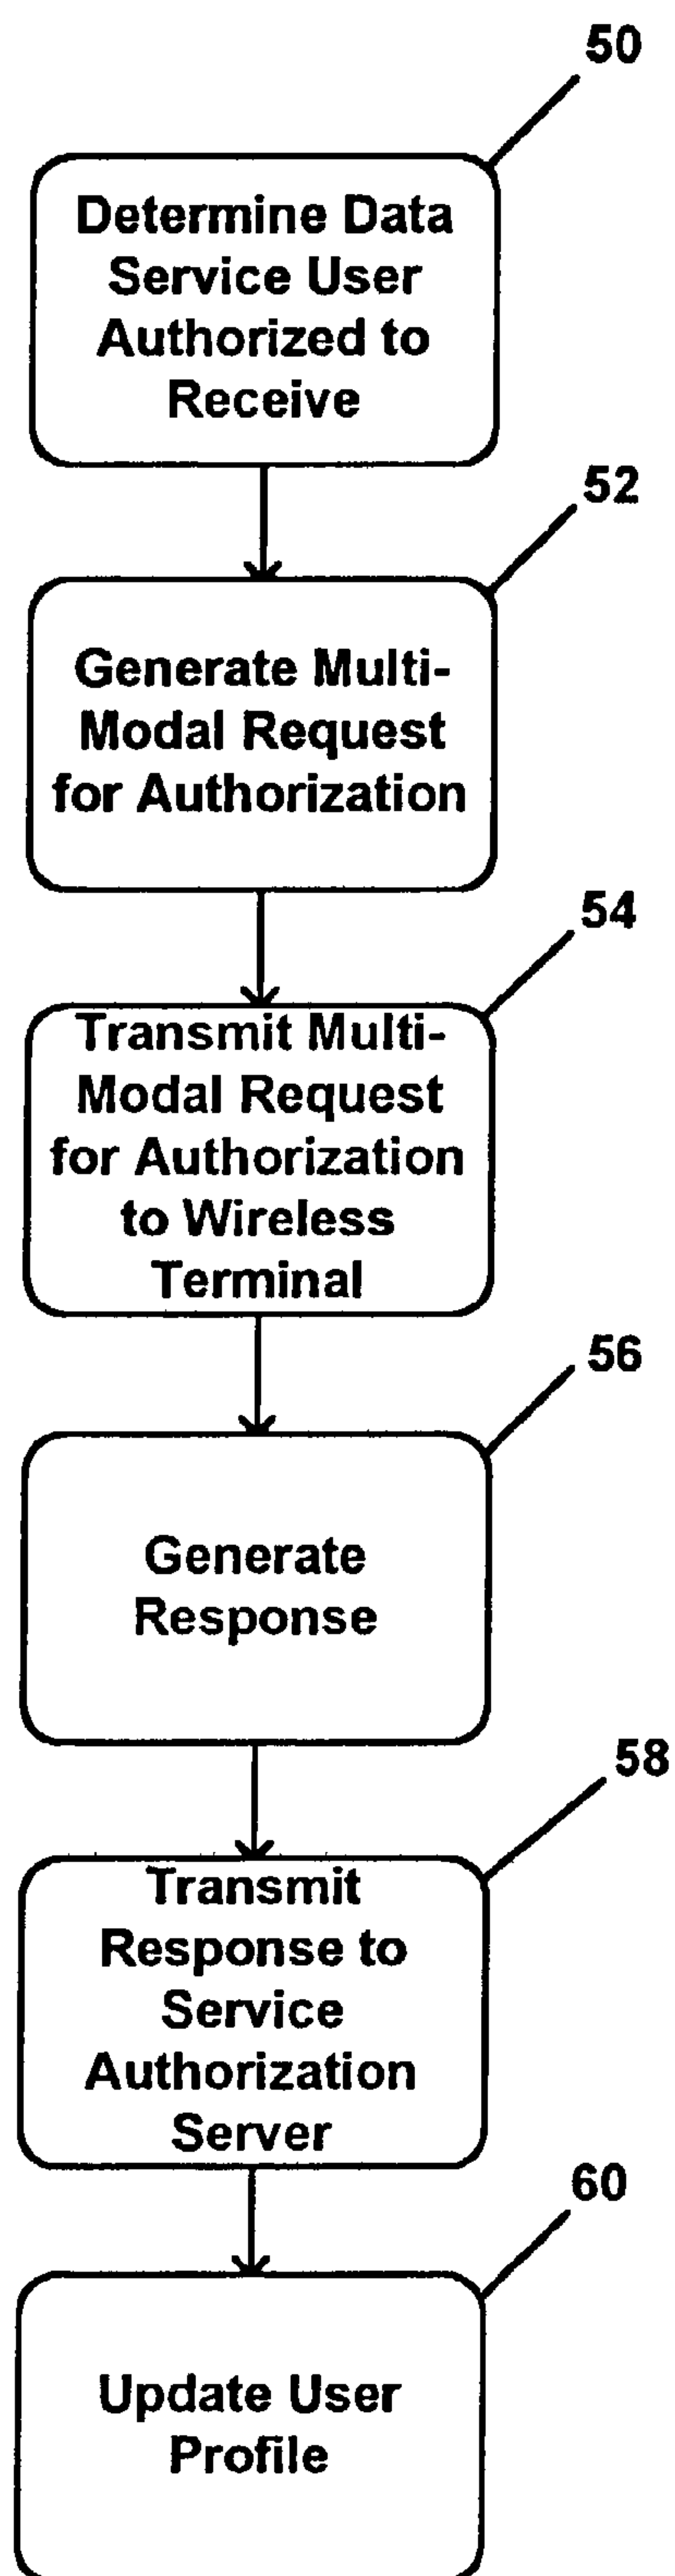 50
Determine Data
Service User
Authorized to
Receive
52
Generate Multi-
Modal Request
for Authorization
54
Transmit Multi-
Modal Request
for Authorization
to Wireless
Terminal
56
Generate
Response
58
Transmit
Response to
Service
Authorization
Server
60
Update User
Profile